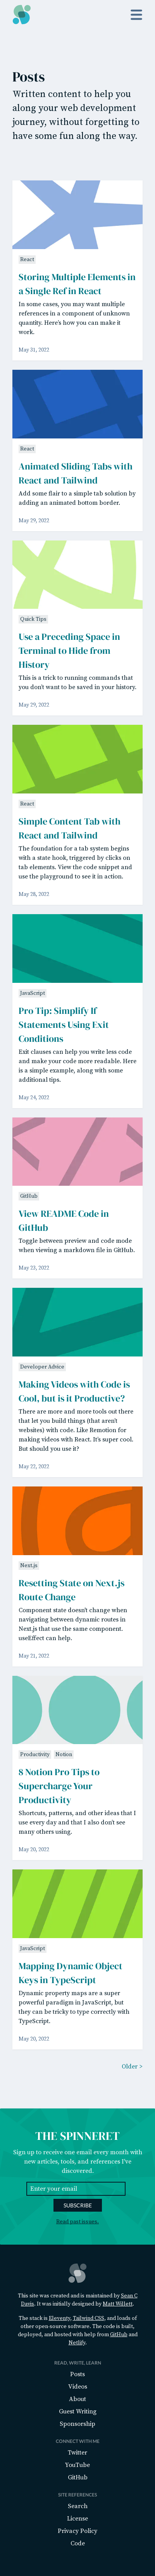 Posts
Written content to help you
along your web development
journey, without forgetting to
have some fun along the way.
React
Storing Multiple Elements in
a Single Ref in React
In some cases, you may want multiple
references in a component of unknown
quantity. Here's how you can make it
work.
May 31, 2022
React
Animated Sliding Tabs with
React and Tailwind
Add some flair to a simple tab solution by
adding an animated bottom border.
May 29, 2022
Quick Tips
Use a Preceding Space in
Terminal to Hide from
History
This is a trick to running commands that
you don't want to be saved in your history.
May 29, 2022
React
Simple Content Tab with
React and Tailwind
The foundation for a tab system begins
with a state hook, triggered by clicks on
tab elements. View the code snippet and
use the playground to see it in action.
May 28, 2022
JavaScript
Pro Tip: Simplify If
Statements Using Exit
Conditions
Exit clauses can help you write less code
and make your code more readable. Here
is a simple example, along with some
additional tips.
May 24, 2022
GitHub
View README Code in
GitHub
Toggle between preview and code mode
when viewing a markdown file in GitHub.
May 23, 2022
Developer Advice
Making Videos with Code is
Cool, but is it Productive?
There are more and more tools out there
that let you build things (that aren't
websites) with code. Like Remotion for
making videos with React. It's super cool.
But should you use it?
May 22, 2022
Next.js
Resetting State on Next.js
Route Change
Component state doesn't change when
navigating between dynamic routes in
Next.js that use the same component.
useEffect can help.
May 21, 2022
Productivity Notion
8 Notion Pro Tips to
Supercharge Your
Productivity
Shortcuts, patterns, and other ideas that I
use every day and that I also don't see
many others using.
May 20, 2022
JavaScript
Mapping Dynamic Object
Keys in TypeScript
Dynamic property maps are a super
powerful paradigm in JavaScript, but
they can be tricky to type correctly with
TypeScript.
May 20, 2022
Older >
THE SPINNERET
Sign up to receive one email every month with
new articles, tools, and references I've
discovered.
Enter your email
SUBSCRIBE
Read past issues.
This site was created and is maintained by Sean C
Davis. It was initially designed by Matt Willett.
The stack is Eleventy, Tailwind CSS, and loads of
other open source software. The code is built,
deployed, and hosted with help from GitHub and
Netlify.
READ, WRITE, LEARN
Posts
Videos
About
Guest Writing
Sponsorship
CONNECT WITH ME
Twitter
YouTube
GitHub
SITE REFERENCES
Search
License
Privacy Policy
Code